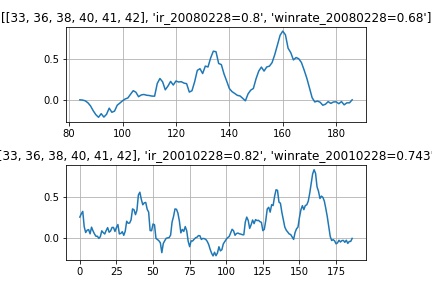 [[33, 36, 38, 40, 41, 42], 'ir_20080228=0.8', 'winrate_20080228=0.68']
0.5
0.0
80 100 120 140 160 180
[33, 36, 38, 40, 41, 42], 'ir_20010228=0.82', 'winrate_20010228=0.743'
0.5
0.0
0 25 50 75 100 125 150 175